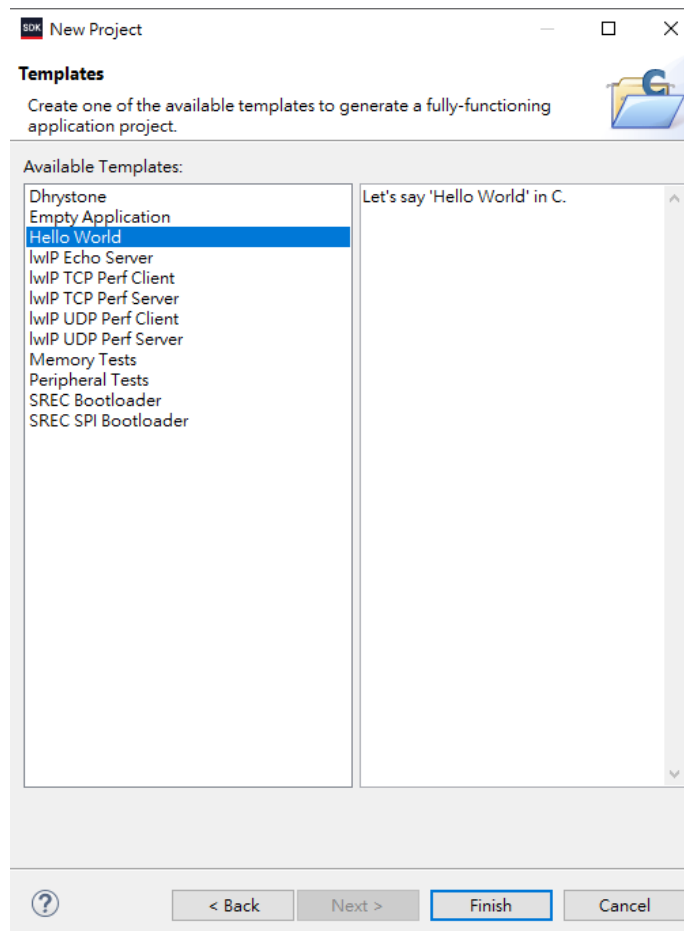 SDK New Project
Templates
Create one of the available templates to generate a fully-functioning
application project.
Available Templates:
Dhrystone
Empty Application
Hello World
lwIP Echo Server
lwIP TCP Perf Client
lwIP TCP Perf Server
lwIP UDP Perf Client
lwIP UDP Perf Server
Memory Tests
Peripheral Tests
SREC Bootloader
SREC SPI Bootloader
Let's say 'Hello World' in C.
< Back
Next >
Finish
Cancel